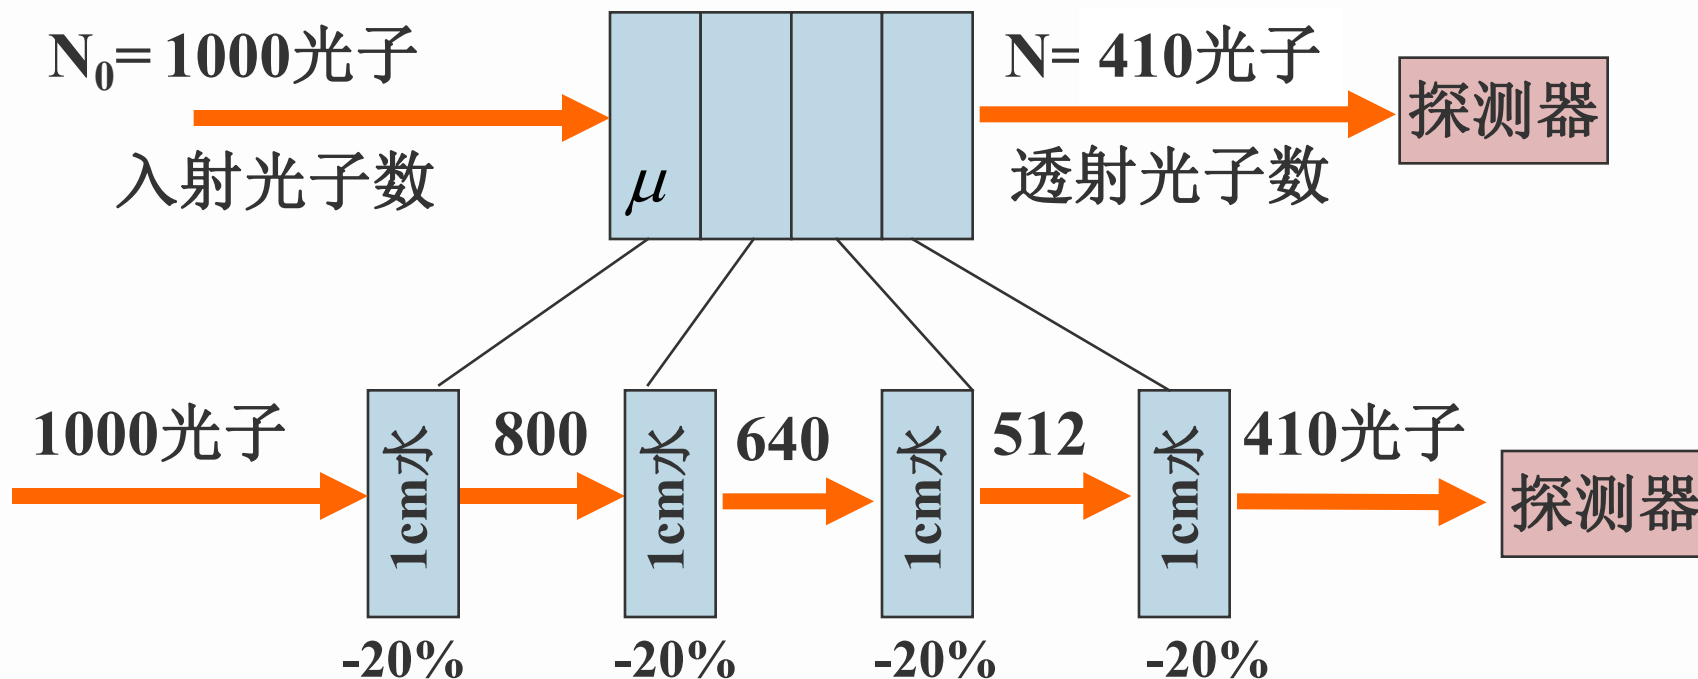 N₀= 1000光子
入射光子数
μ
N= 410光子
透射光子数
探测器
1000光子
1cm水
800
1cm水
640
1cm水
512
1cm水
410光子
探测器
-20%
-20%
-20%
-20%